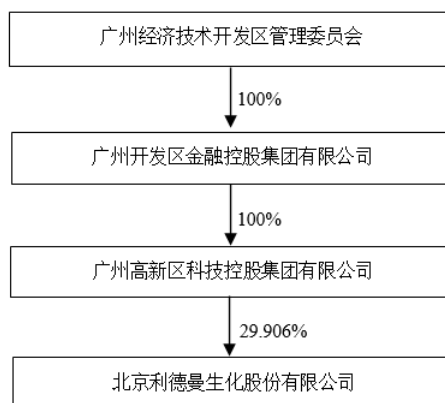 广州经济技术开发区管理委员会
100%
广州开发区金融控股集团有限公司
100%
广州高新区科技控股集团有限公司
29.906%
北京利德曼生化股份有限公司